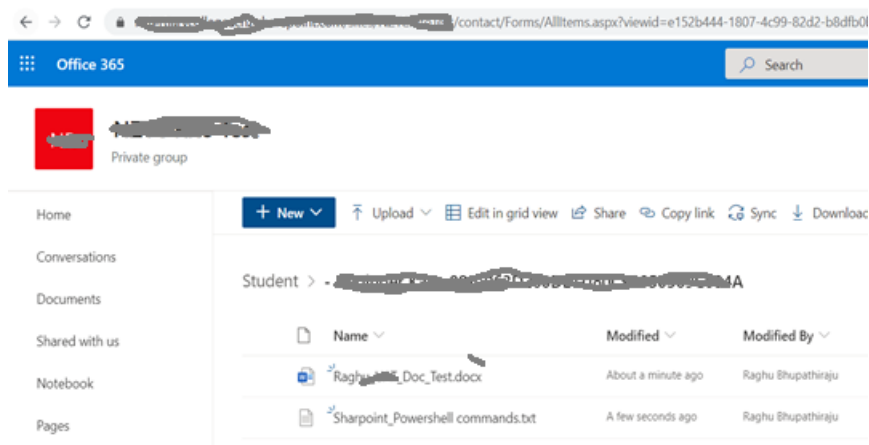 /contact/Forms/AllItems.aspx?viewid=e152b444-1807-4c99-82d2-b8dfb0
Office 365
Search
Private group
Home
Conversations
Documents
Shared with us
Notebook
Pages
+ New
Upload
Edit in grid view
Share
Copy link
Sync
Download
Student >
Name
Modified
Modified By
Raghu _Doc_Test.docx
About a minute ago
Raghu Bhupathiraju
Sharpoint_Powershell commands.txt
A few seconds ago
Raghu Bhupathiraju